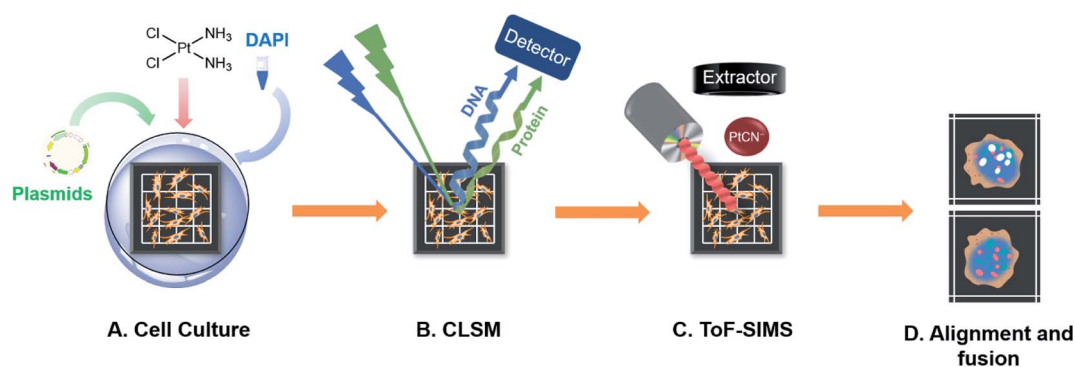 Cl
NH3
Pt
Cl
NH3
DAPI
Plasmids
A. Cell Culture
DNA
Protein
Detector
B. CLSM
Extractor
PtCN⁻
C. ToF-SIMS
D. Alignment and
fusion